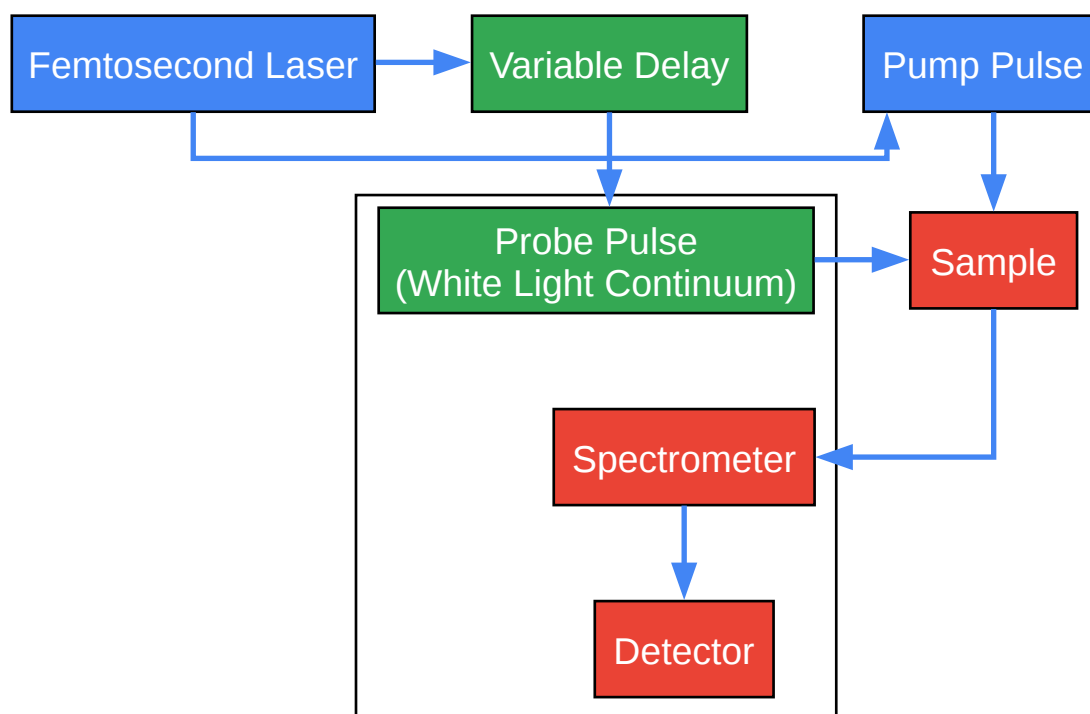 Femtosecond Laser
Variable Delay
Pump Pulse
Probe Pulse
(White Light Continuum)
Sample
Spectrometer
Detector